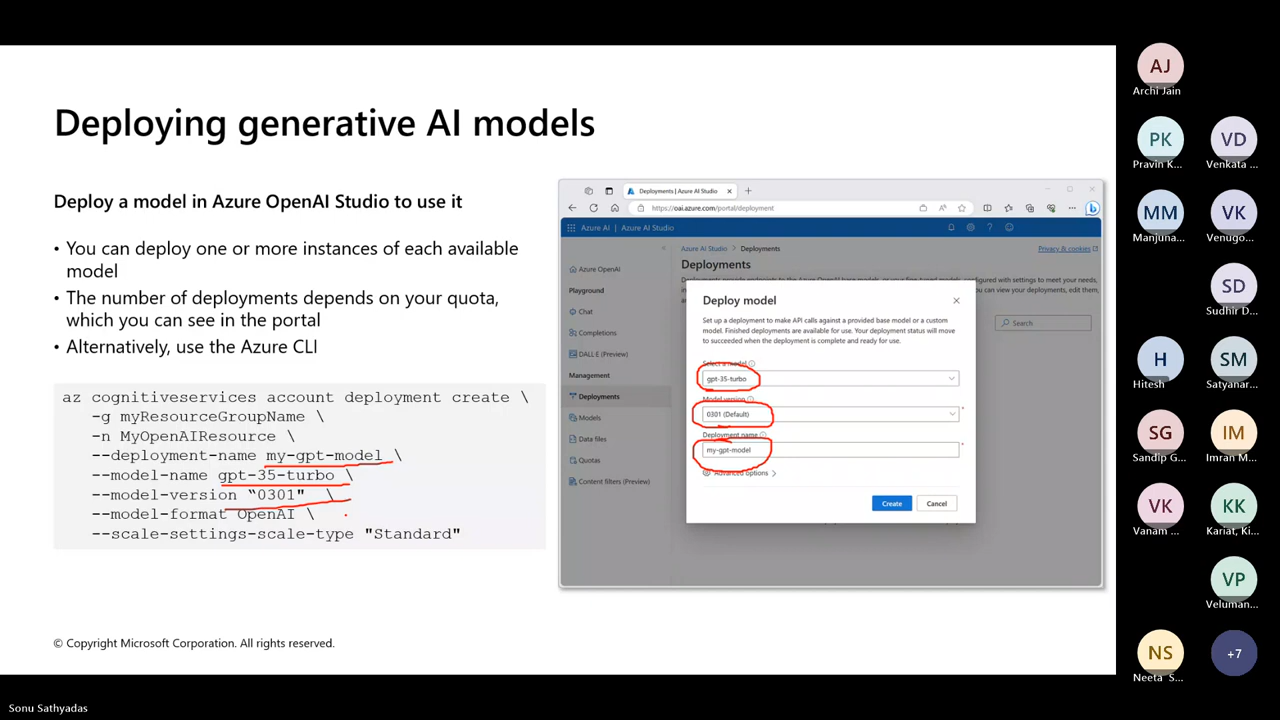 Deploying generative AI models
Deploy a model in Azure OpenAI Studio to use it
• You can deploy one or more instances of each available
model
• The number of deployments depends on your quota,
which you can see in the portal
• Alternatively, use the Azure CLI
az cognitiveservices account deployment create \
-g myResourceGroupName \
-n MyOpenAIResource \
--deployment-name my-gpt-model \
--model-name gpt-35-turbo \
--model-version “0301" \
--model-format OpenAI \
--scale-settings-scale-type "Standard"
© Copyright Microsoft Corporation. All rights reserved.
Deployments | Azure AI Studio
https://oai.azure.com/portal/deployment
Azure AI | Azure AI Studio
Azure AI Studio > Deployments
Privacy & cookies
Deployments
Azure OpenAI
Playground
Chat
Completions
DALL·E (Preview)
Management
Deployments
Models
Data files
Quotas
Content filters (Preview)
Search
Deploy model
Set up a deployment to make API calls against a provided base model or a custom
model. Finished deployments are available for use. Your deployment status will move
to succeeded when the deployment is complete and ready for use.
Select a model
gpt-35-turbo
Model version
0301 (Default)
*
Deployment name
my-gpt-model
*
Advanced options >
Create
Cancel
AJ
Archi Jain
PK
Pravin K...
VD
Venkata ...
MM
Manjuna...
VK
Venugo...
SD
Sudhir D...
H
Hitesh
SM
Satyanar...
SG
Sandip G...
IM
Imran M...
VK
Vanam ...
KK
Kariat, Ki...
VP
Veluman...
NS
Neeta S...
+7
Sonu Sathyadas